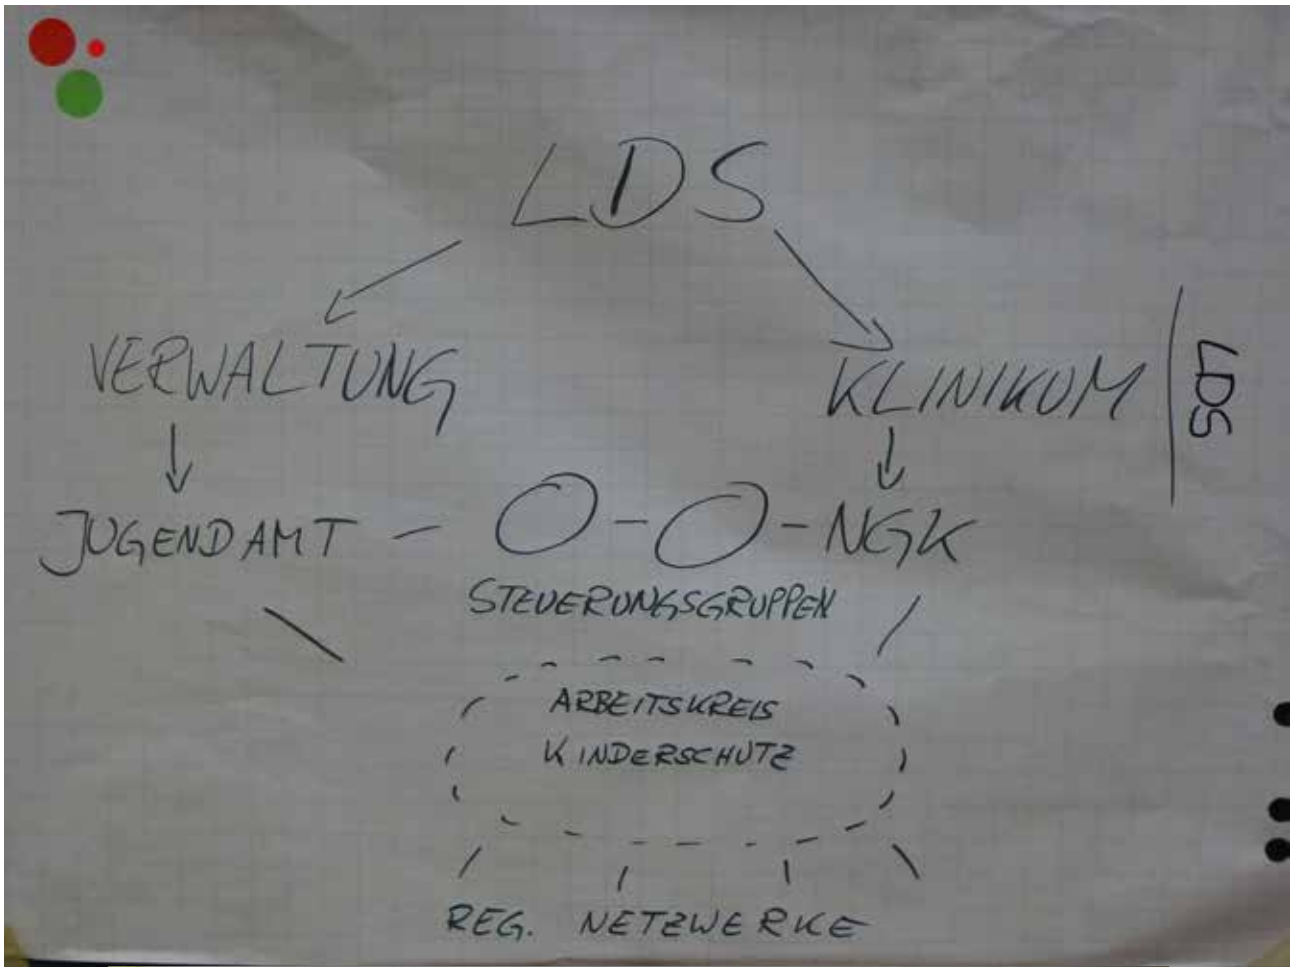 LDS
VERWALTUNG
KLINIKUM
LDS
JUGENDAMT
NGK
STEUERUNGSGRUPPEN
ARBEITSKREIS
KINDERSCHUTZ
REG. NETZWERKE